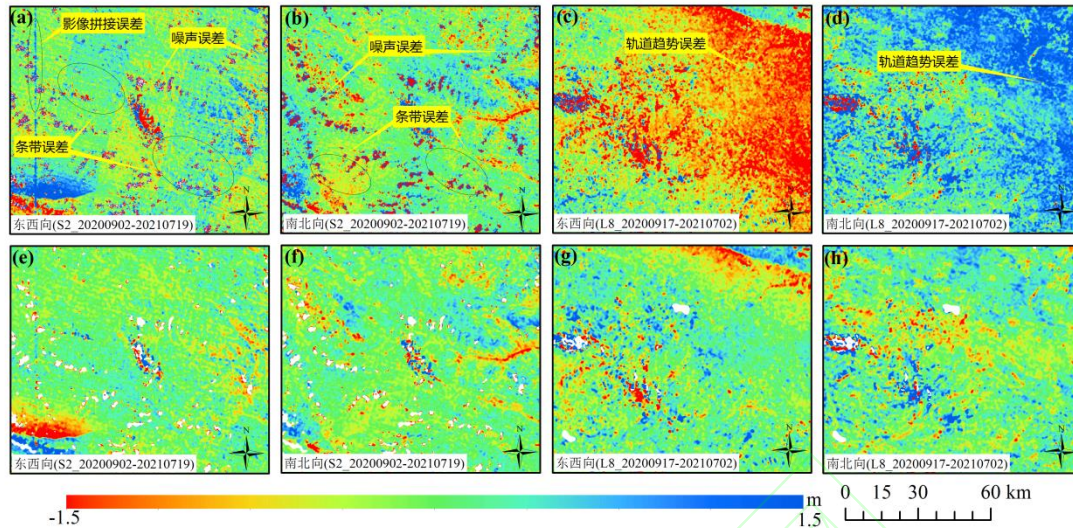 (a)
影像拼接误差
噪声误差
条带误差
N
东西向(S2_20200902-20210719)
(b)
噪声误差
条带误差
N
南北向(S2_20200902-20210719)
(c)
轨道趋势误差
N
东西向(L8_20200917-20210702)
(d)
轨道趋势误差
N
南北向(L8_20200917-20210702)
(e)
N
东西向(S2_20200902-20210719)
(f)
N
南北向(S2_20200902-20210719)
(g)
N
东西向(L8_20200917-20210702)
(h)
N
南北向(L8_20200917-20210702)
-1.5
m
1.5
0 15 30 60 km